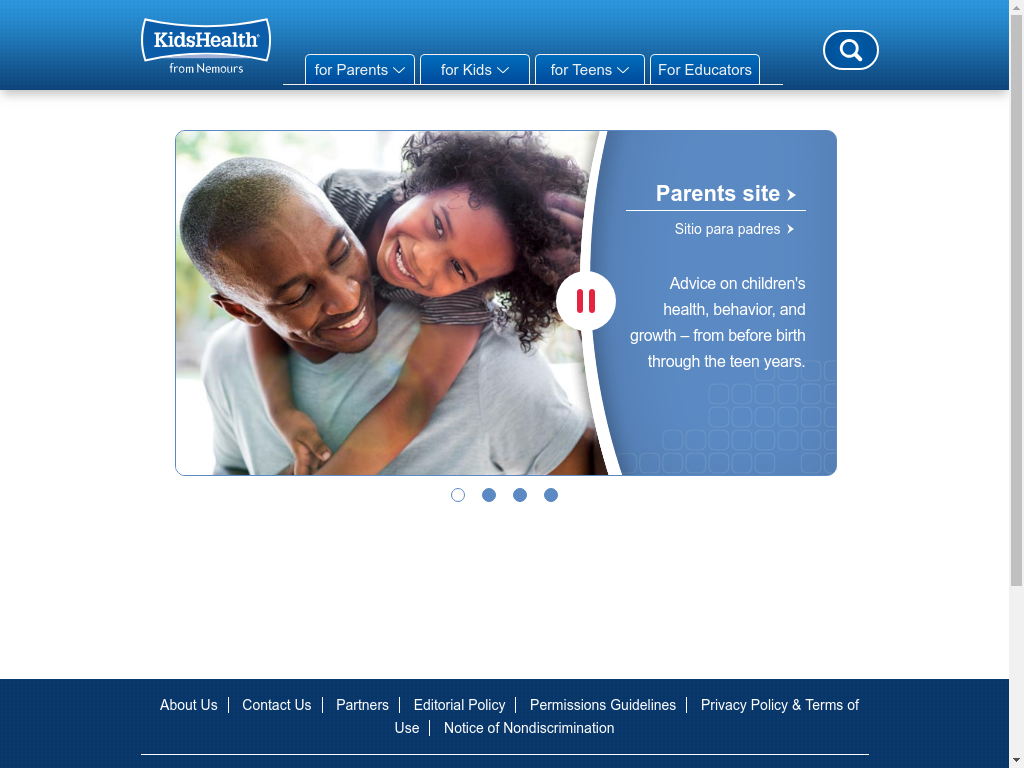 KidsHealth®
from Nemours
for Parents
for Kids
for Teens
For Educators
Parents site
Sitio para padres
Advice on children's
health, behavior, and
growth – from before birth
through the teen years.
About Us
Contact Us
Partners
Editorial Policy
Permissions Guidelines
Privacy Policy & Terms of
Use
Notice of Nondiscrimination